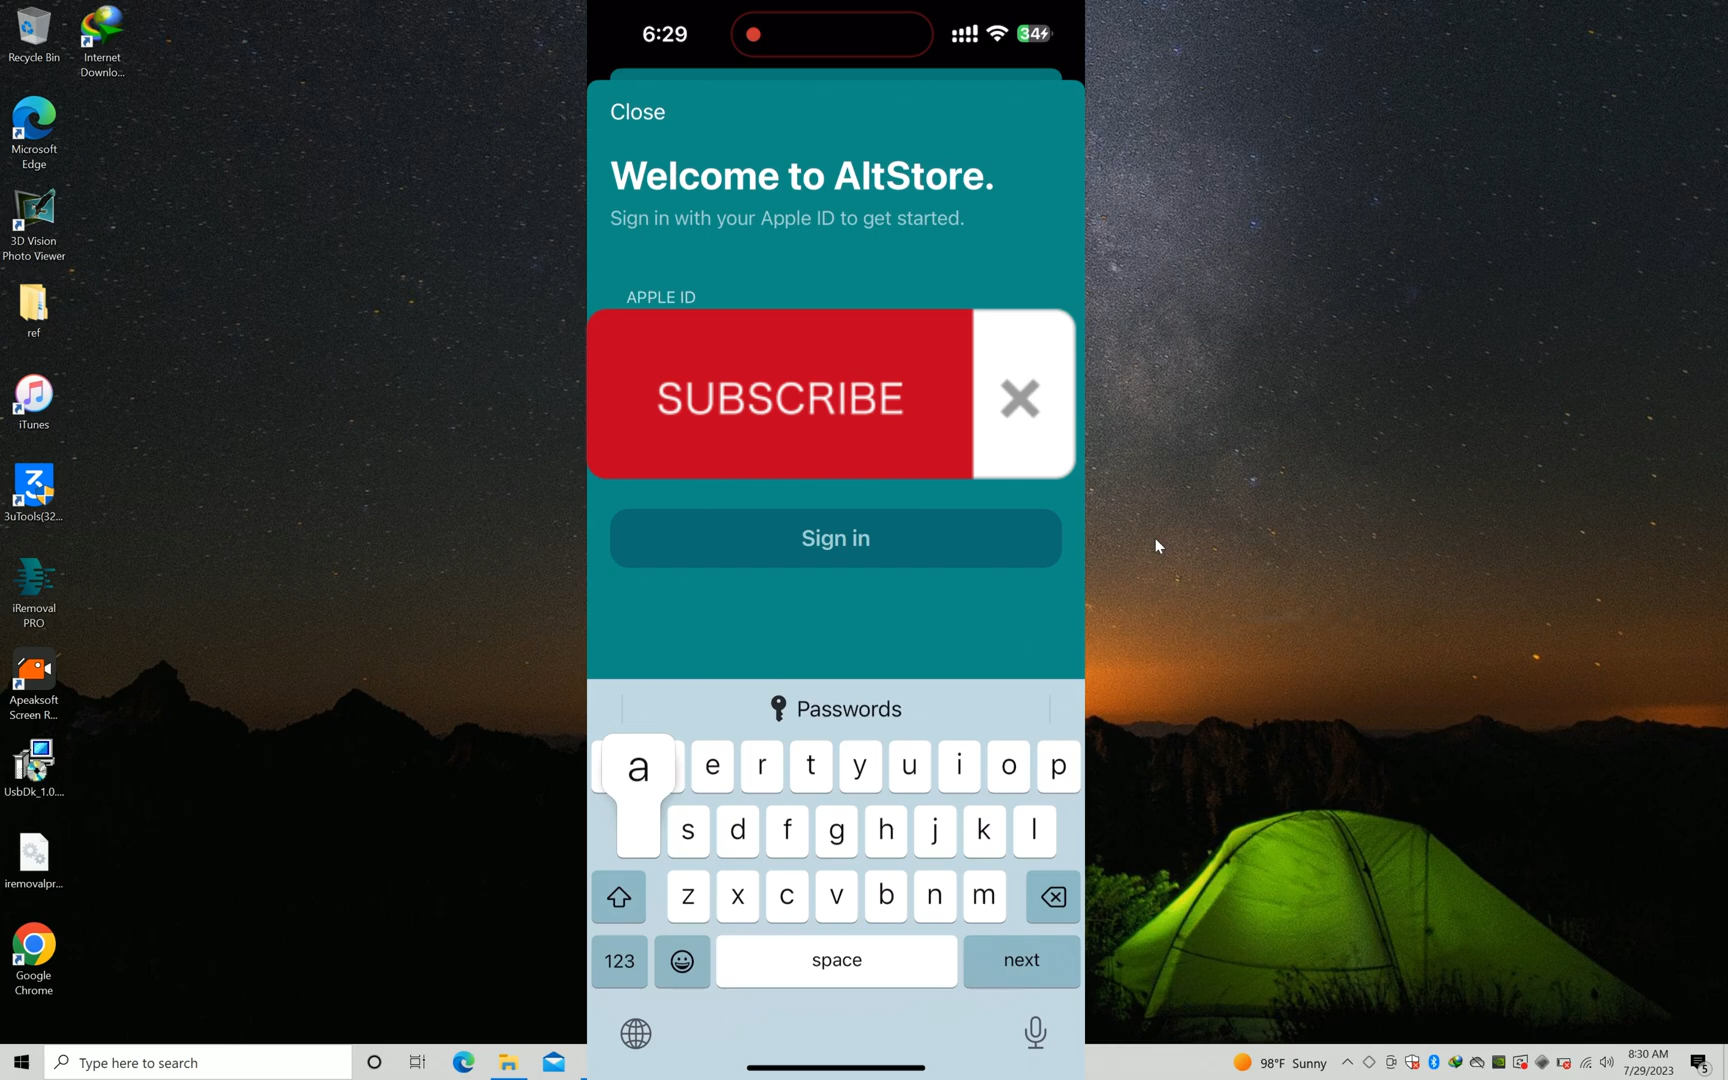 Recycle Bin
Internet Downlo...
Microsoft Edge
3D Vision Photo Viewer
ref
iTunes
3uTools(32...
iRemoval PRO
Apeaksoft Screen R...
UsbDk_1.0....
iremovalpr...
Google Chrome
6:29
34
Close
Welcome to AltStore.
Sign in with your Apple ID to get started.
APPLE ID
SUBSCRIBE
Sign in
Passwords
a e r t y u i o p
s d f g h j k l
z x c v b n m
123 space next
Type here to search
98°F Sunny
8:30 AM
7/29/2023
5